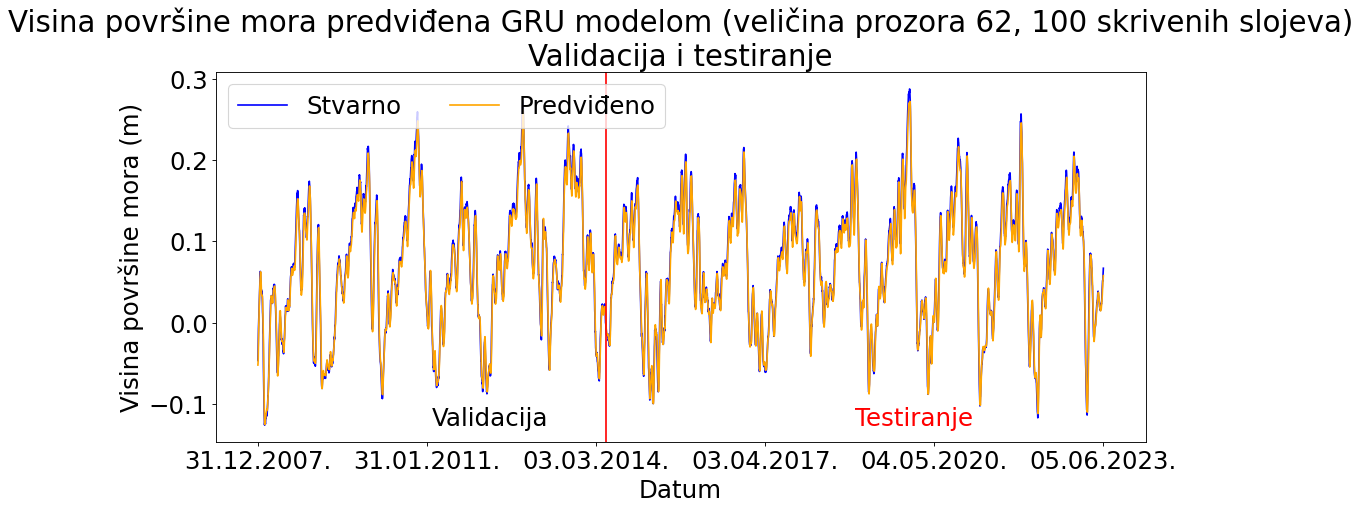 Visina površine mora predviđena GRU modelom (veličina prozora 62, 100 skrivenih slojeva)
Validacija i testiranje
Visina površine mora (m)
0.3
0.2
0.1
0.0
−0.1
Stvarno
Predviđeno
Validacija
Testiranje
31.12.2007.
31.01.2011.
03.03.2014.
03.04.2017.
04.05.2020.
05.06.2023.
Datum